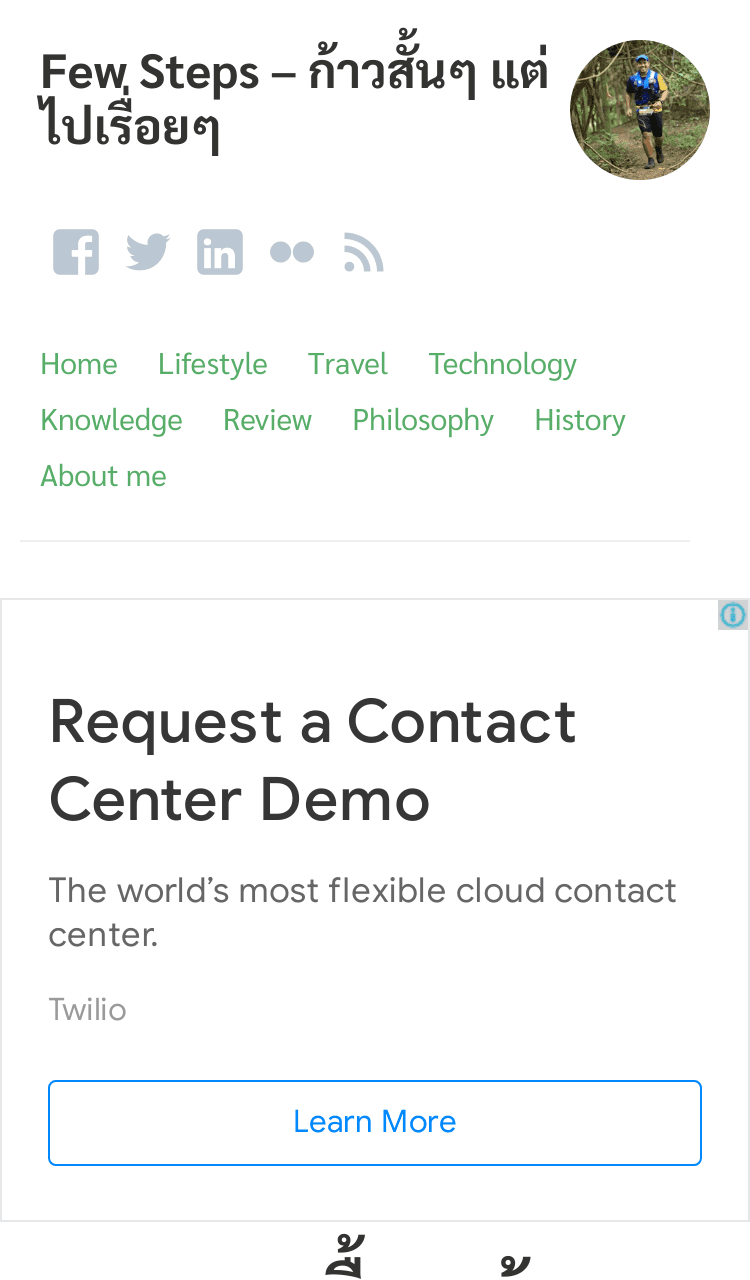 Few Steps – ก้าวสั้นๆ แต่
ไปเรื่อยๆ
Home Lifestyle Travel Technology
Knowledge Review Philosophy History
About me
Request a Contact
Center Demo
The world’s most flexible cloud contact
center.
Twilio
Learn More